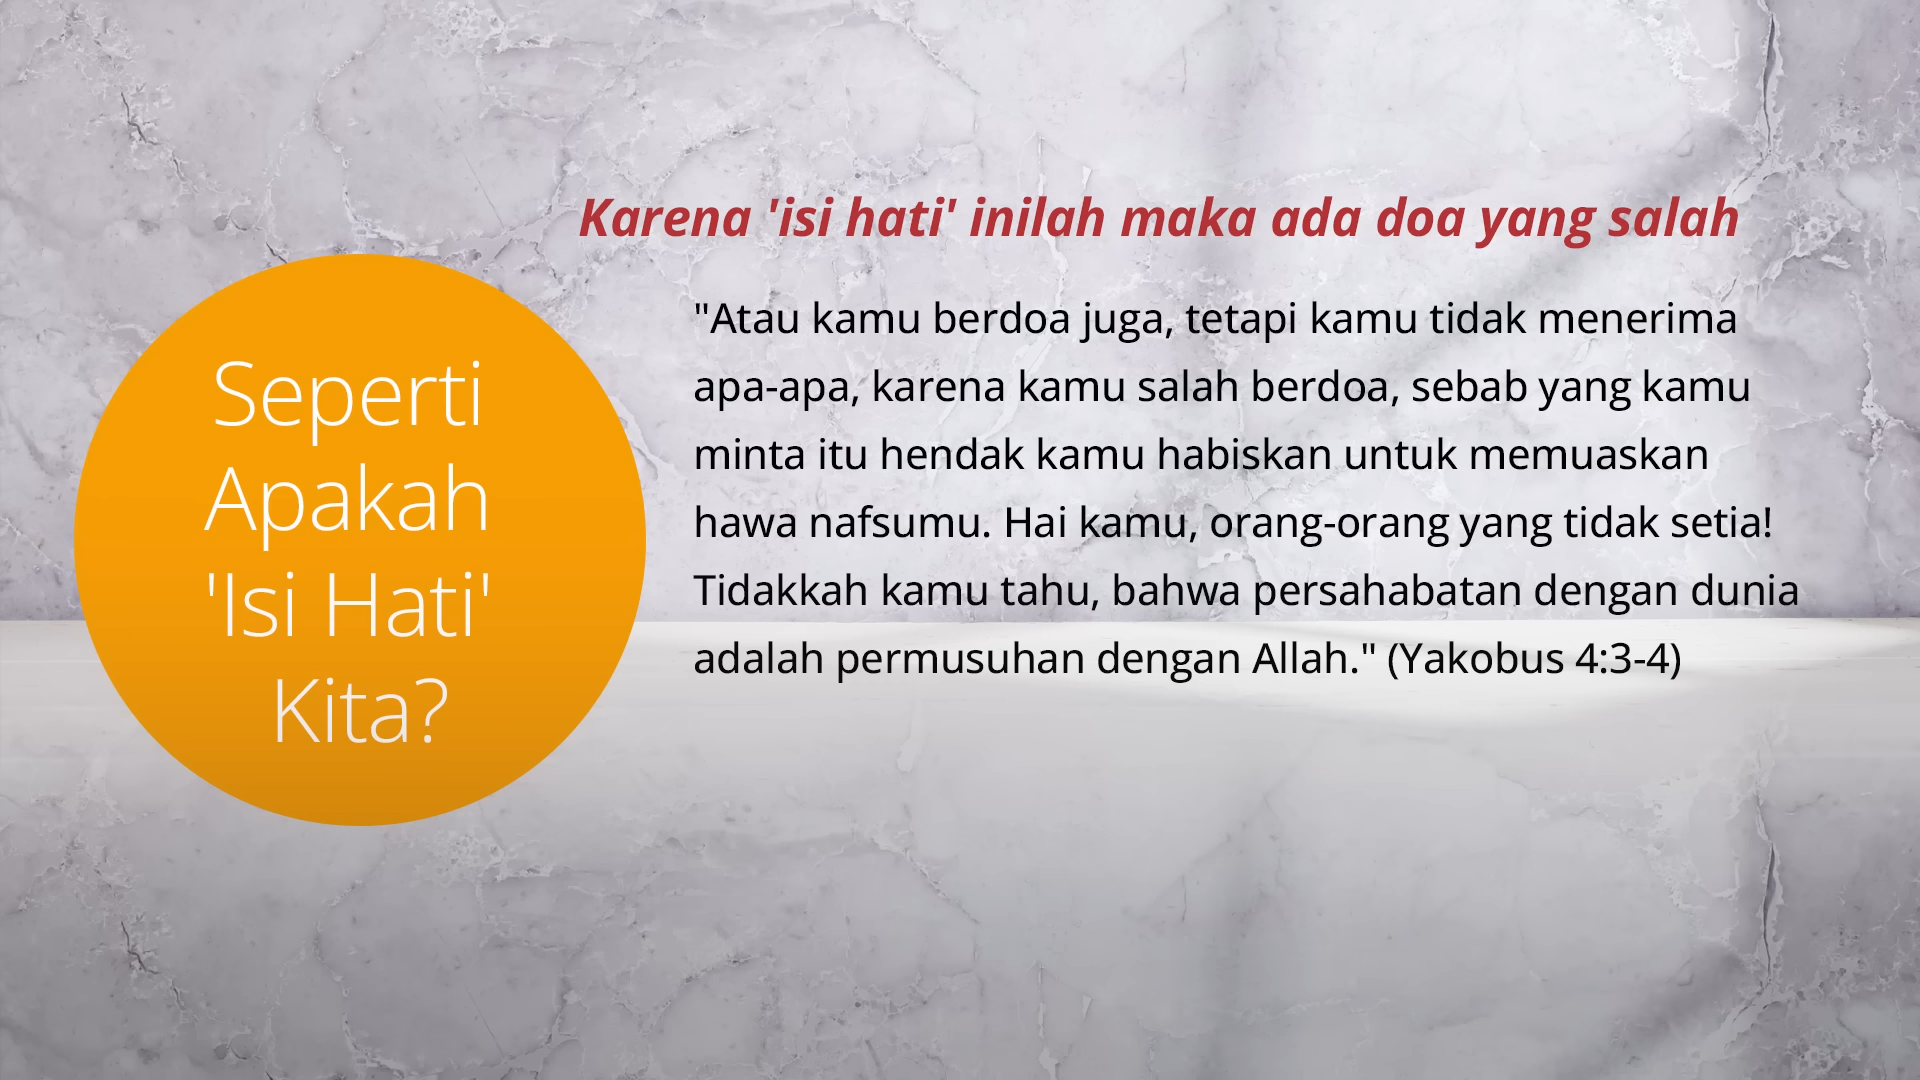 Seperti
Apakah
'Isi Hati'
Kita?
Karena 'isi hati' inilah maka ada doa yang salah
"Atau kamu berdoa juga, tetapi kamu tidak menerima
apa-apa, karena kamu salah berdoa, sebab yang kamu
minta itu hendak kamu habiskan untuk memuaskan
hawa nafsumu. Hai kamu, orang-orang yang tidak setia!
Tidakkah kamu tahu, bahwa persahabatan dengan dunia
adalah permusuhan dengan Allah." (Yakobus 4:3-4)